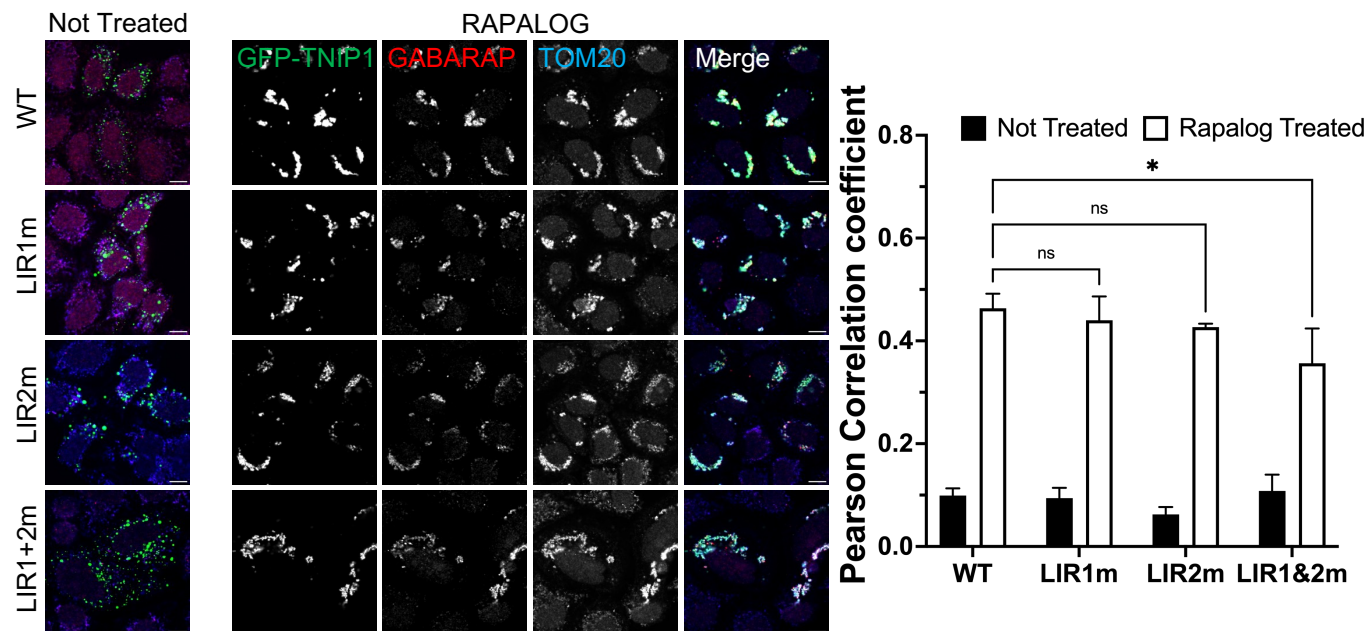 Not Treated
RAPALOG
WT
GFP-TNIP1
GABARAP
TOM20
Merge
LIR1m
LIR2m
LIR1+2m
Pearson Correlation coefficient
Not Treated
Rapalog Treated
0.8
0.6
0.4
0.2
0.0
*
ns
ns
WT
LIR1m
LIR2m
LIR1&2m